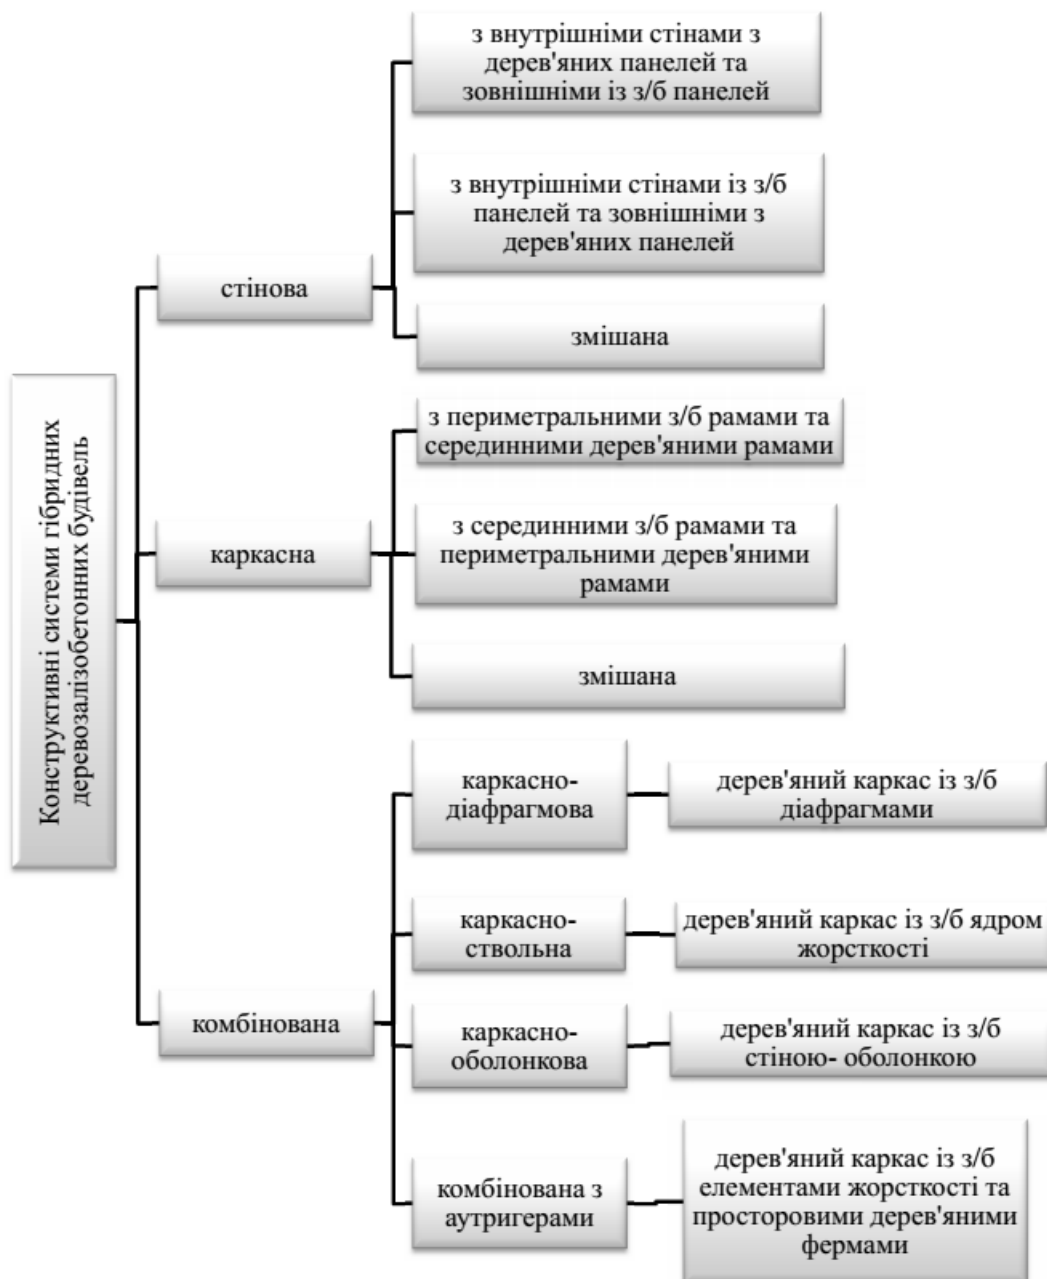 Конструктивні системи гібридних
деревозалізобетонних будівель
стінова
з внутрішніми стінами з
дерев'яних панелей та
зовнішніми із з/б панелей
з внутрішніми стінами із з/б
панелей та зовнішніми з
дерев'яних панелей
змішана
каркасна
з периметральними з/б рамами та
серединними дерев'яними рамами
з серединними з/б рамами та
периметральними дерев'яними
рамами
змішана
комбінована
каркасно-
діафрагмова
дерев'яний каркас із з/б
діафрагмами
каркасно-
ствольна
дерев'яний каркас із з/б ядром
жорсткості
каркасно-
оболонкова
дерев'яний каркас із з/б
стіною- оболонкою
комбінована з
аутригерами
дерев'яний каркас із з/б
елементами жорсткості та
просторовими дерев'яними
фермами